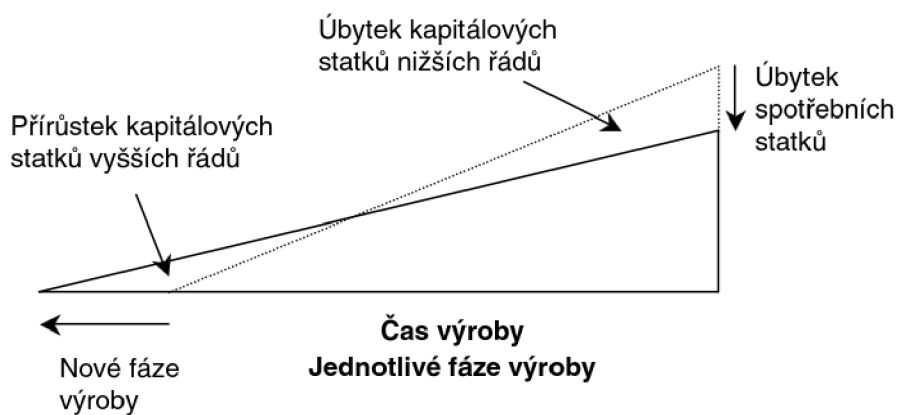 Úbytek kapitálových
statků nižších řádů
Úbytek
spotřebních
statků
Přírůstek kapitálových
statků vyšších řádů
Čas výroby
Jednotlivé fáze výroby
Nové fáze
výroby